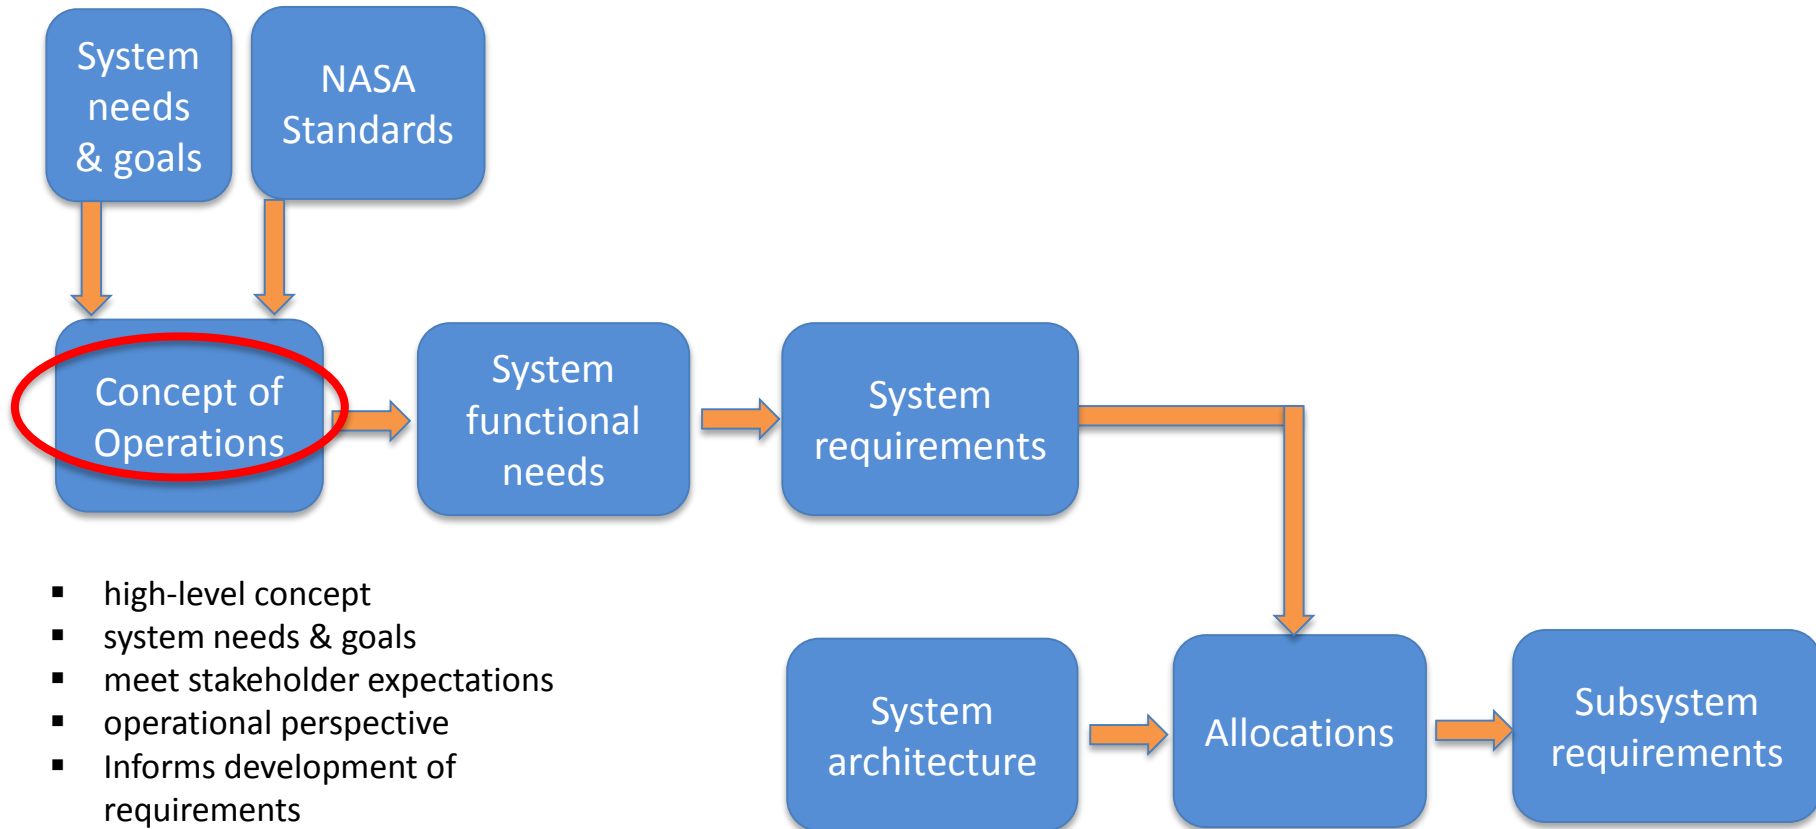 System
needs
& goals
NASA
Standards
Concept of
Operations
System
functional
needs
System
requirements
▪ high-level concept
▪ system needs & goals
▪ meet stakeholder expectations
▪ operational perspective
▪ Informs development of
requirements
System
architecture
Allocations
Subsystem
requirements